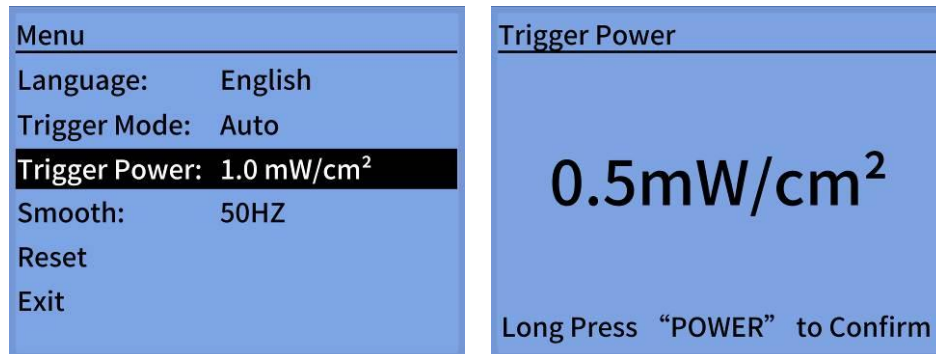 Menu
Language: English
Trigger Mode: Auto
Trigger Power: 1.0 mW/cm²
Smooth: 50HZ
Reset
Exit
Trigger Power
0.5mW/cm²
Long Press “POWER” to Confirm